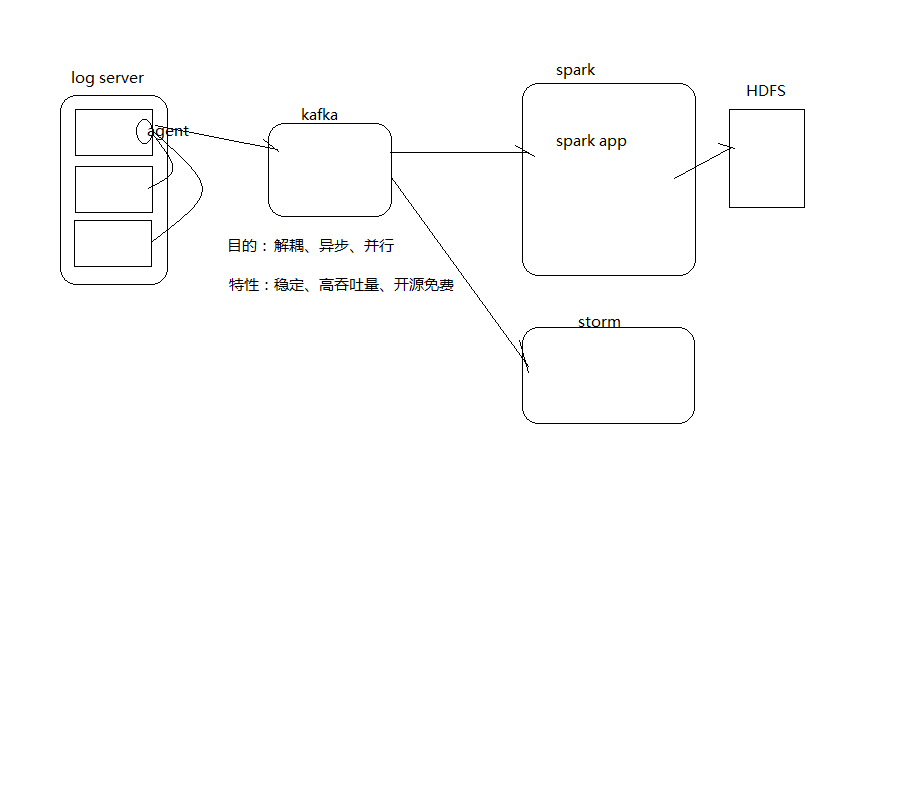 log server
agent
kafka
目的：解耦、异步、并行
特性：稳定、高吞吐量、开源免费
spark
spark app
HDFS
storm